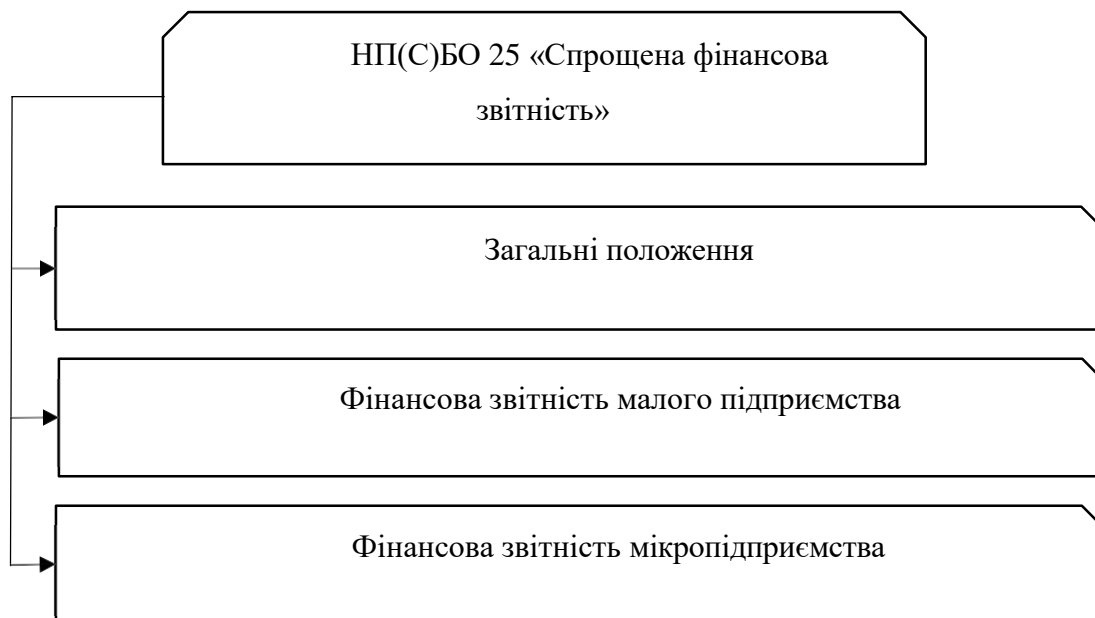 НП(С)БО 25 «Спрощена фінансова
звітність»
Загальні положення
Фінансова звітність малого підприємства
Фінансова звітність мікропідприємства